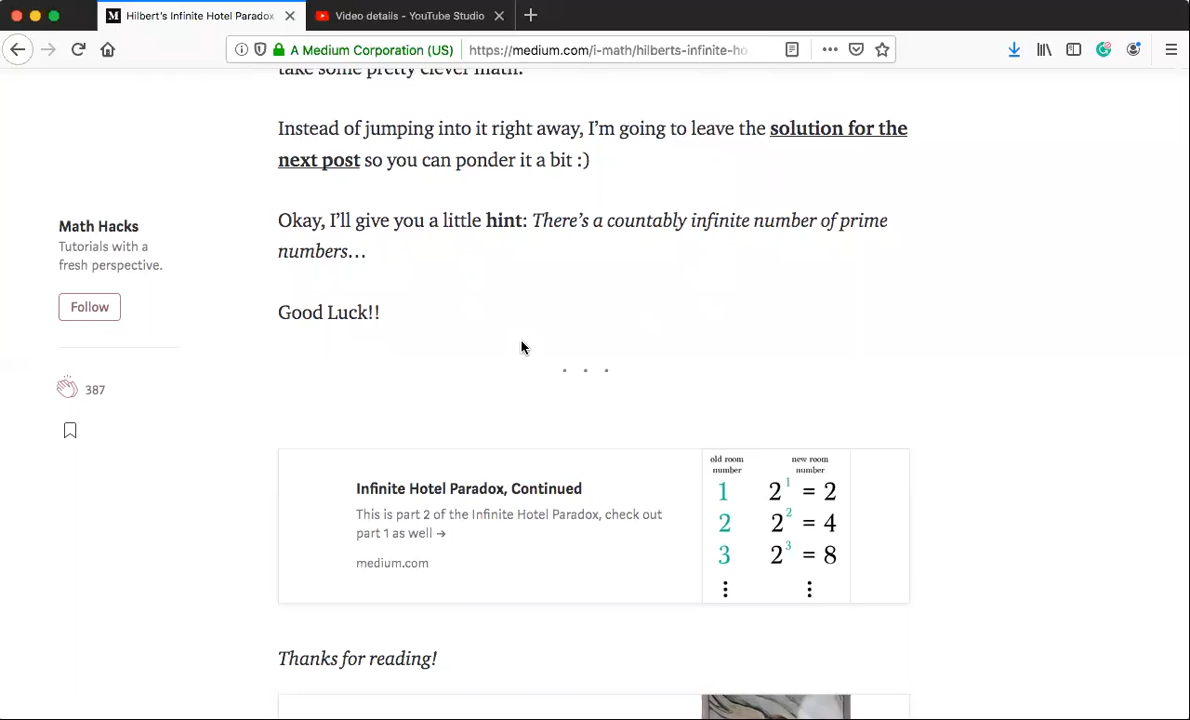 Hilbert's Infinite Hotel Paradox
Video details - YouTube Studio
A Medium Corporation (US)
https://medium.com/i-math/hilberts-infinite-ho
take some pretty clever math.
Instead of jumping into it right away, I'm going to leave the solution for the
next post so you can ponder it a bit :)
Okay, I'll give you a little hint: There's a countably infinite number of prime
numbers…
Good Luck!!
Math Hacks
Tutorials with a
fresh perspective.
Follow
387
. . .
Infinite Hotel Paradox, Continued
This is part 2 of the Infinite Hotel Paradox, check out
part 1 as well →
medium.com
old room new room
number number
1 2¹ = 2
2 2² = 4
3 2³ = 8
⋮ ⋮
Thanks for reading!